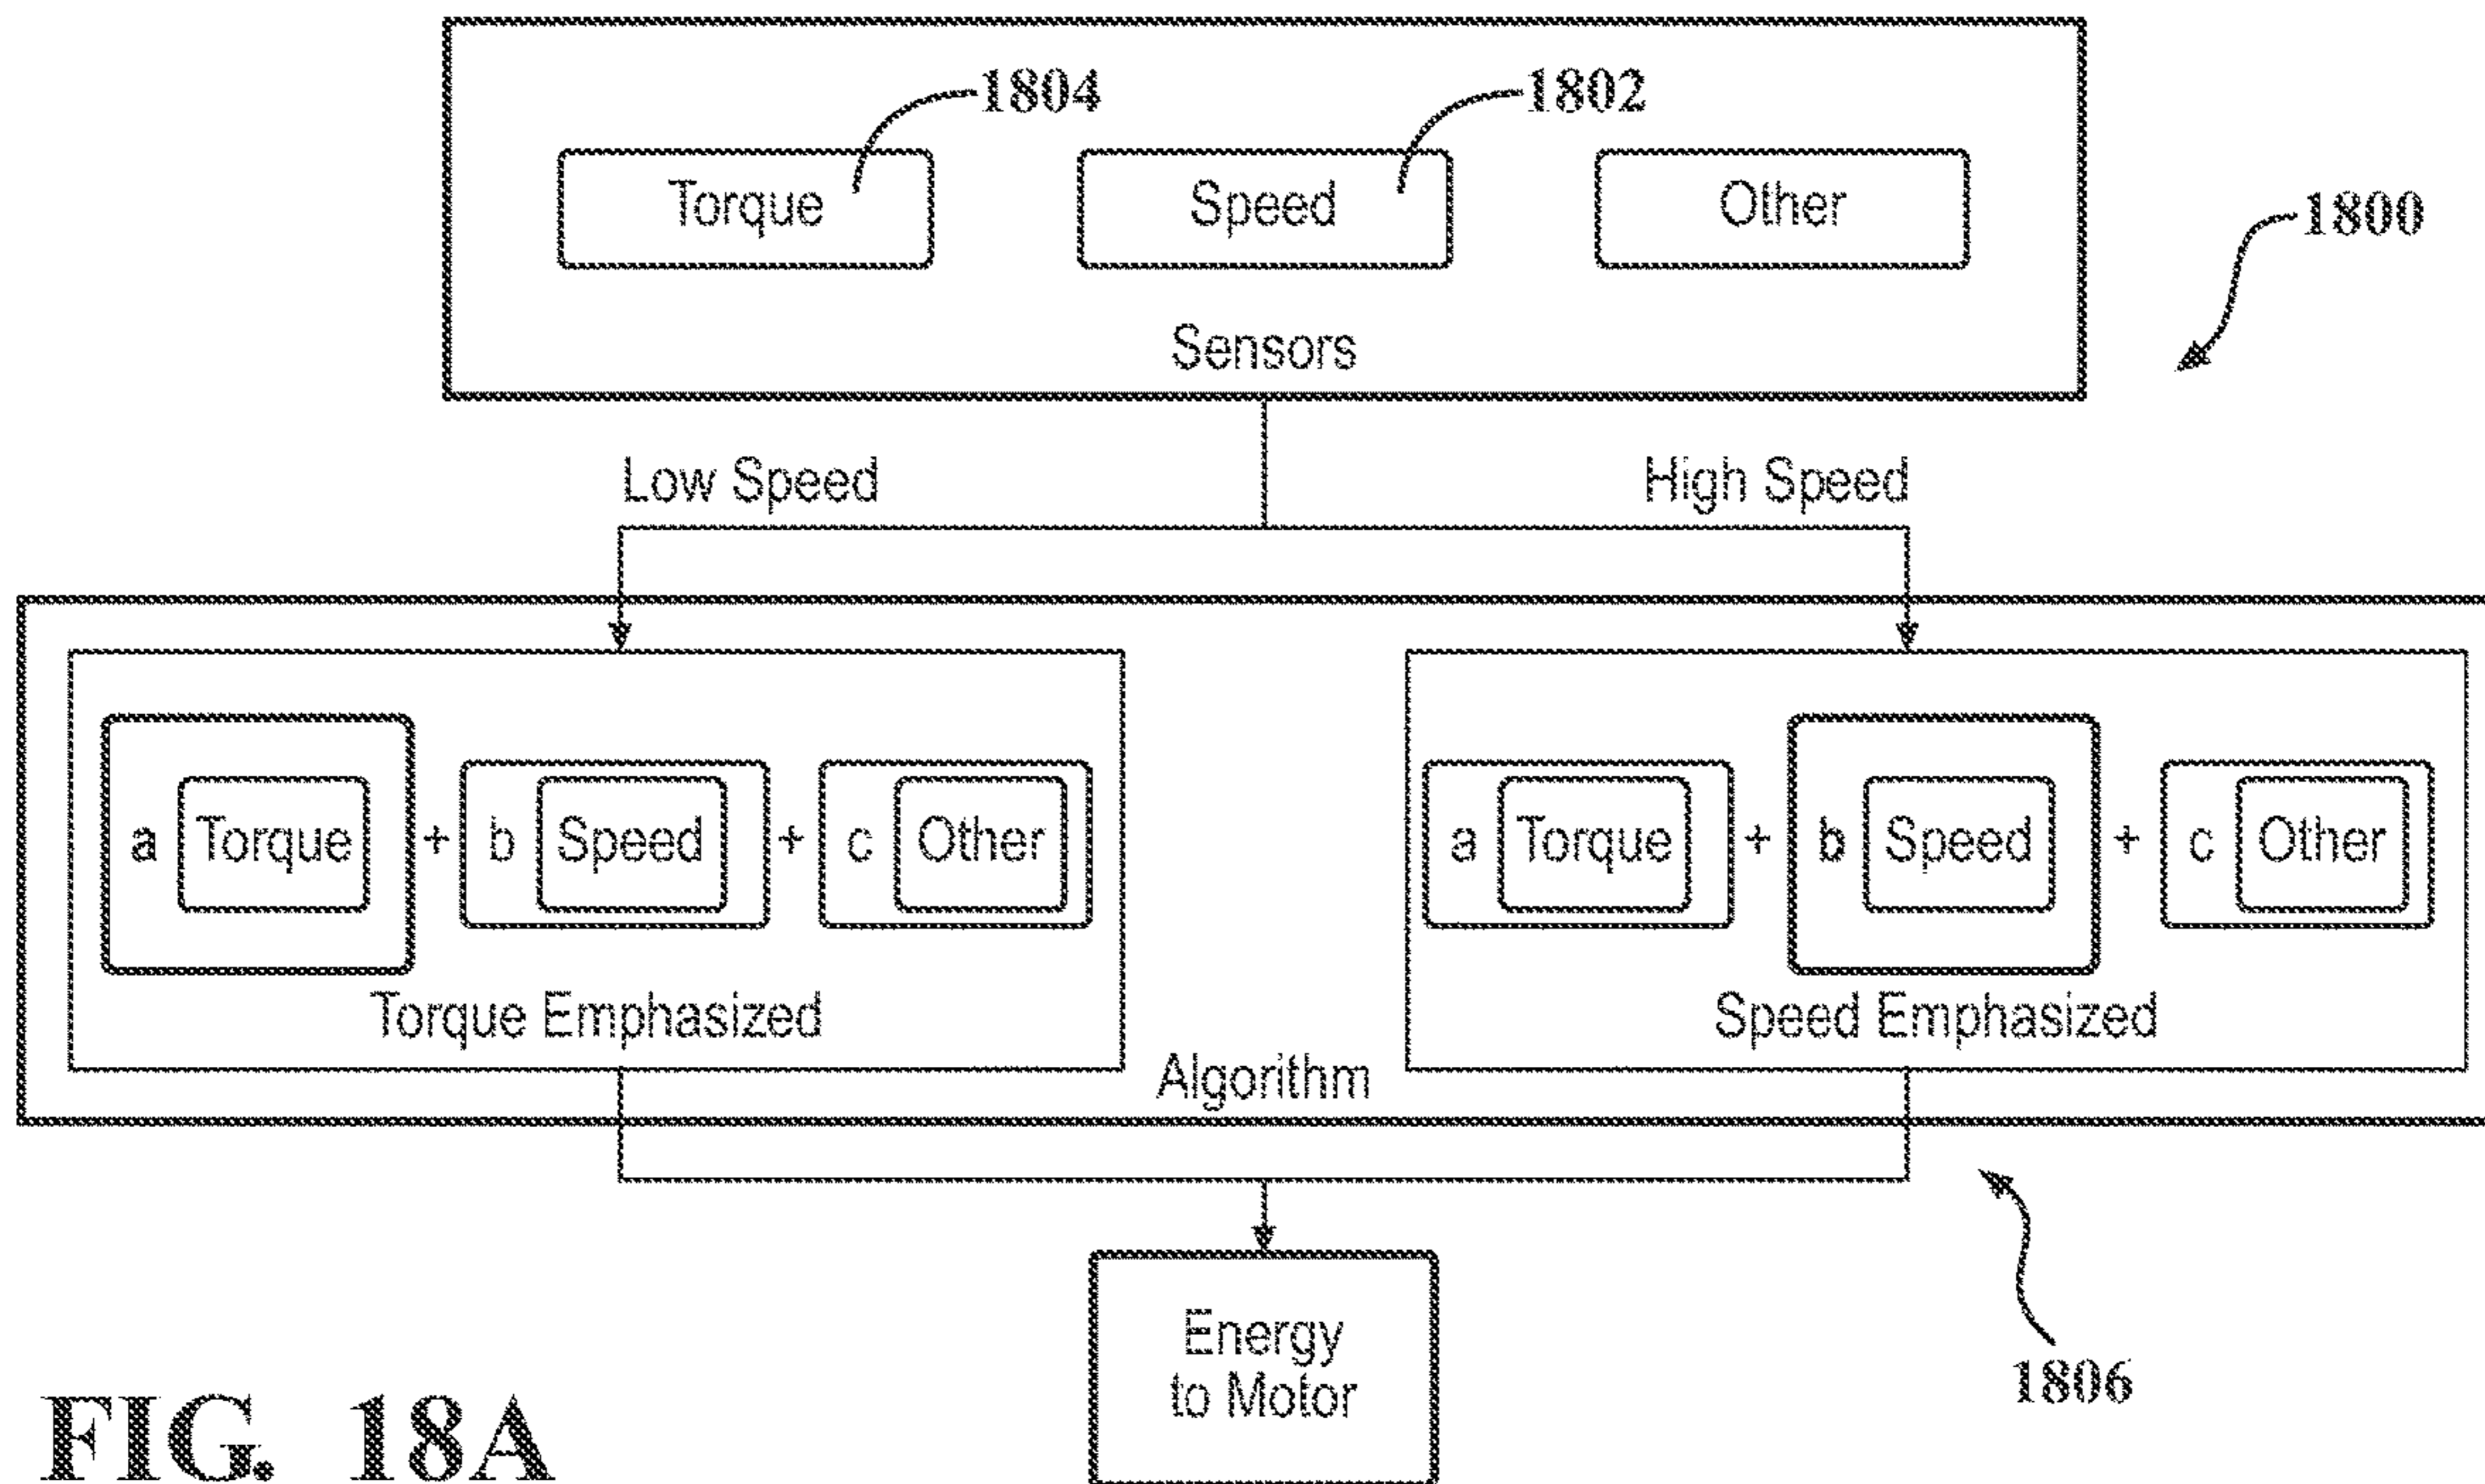 1804
1802
Torque
Speed
Other
1800
Sensors
Low Speed
High Speed
a Torque + b Speed + c Other
a Torque + b Speed + c Other
Torque Emphasized
Speed Emphasized
Algorithm
Energy
to Motor
1806
FIG. 18A